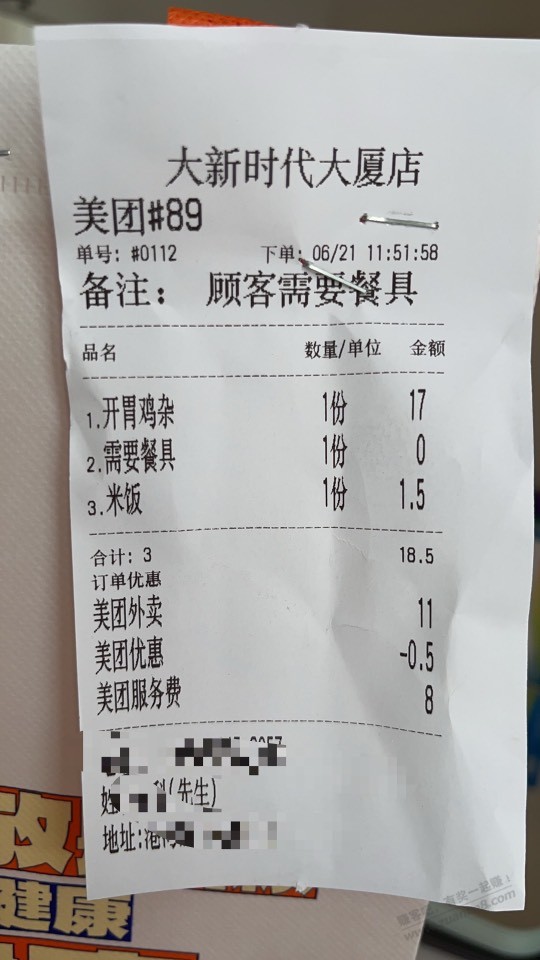 大新时代大厦店
美团#89
单号: #0112 下单: 06/21 11:51:58
备注： 顾客需要餐具
品名 数量/单位 金额
1.开胃鸡杂 1份 17
2.需要餐具 1份 0
3.米饭 1份 1.5
合计: 3 18.5
订单优惠
美团外卖 11
美团优惠 -0.5
美团服务费 8
(先生)
地址:港
健康